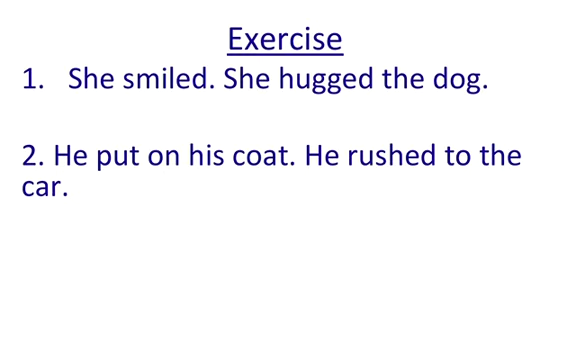 Exercise
1. She smiled. She hugged the dog.
2. He put on his coat. He rushed to the
car.